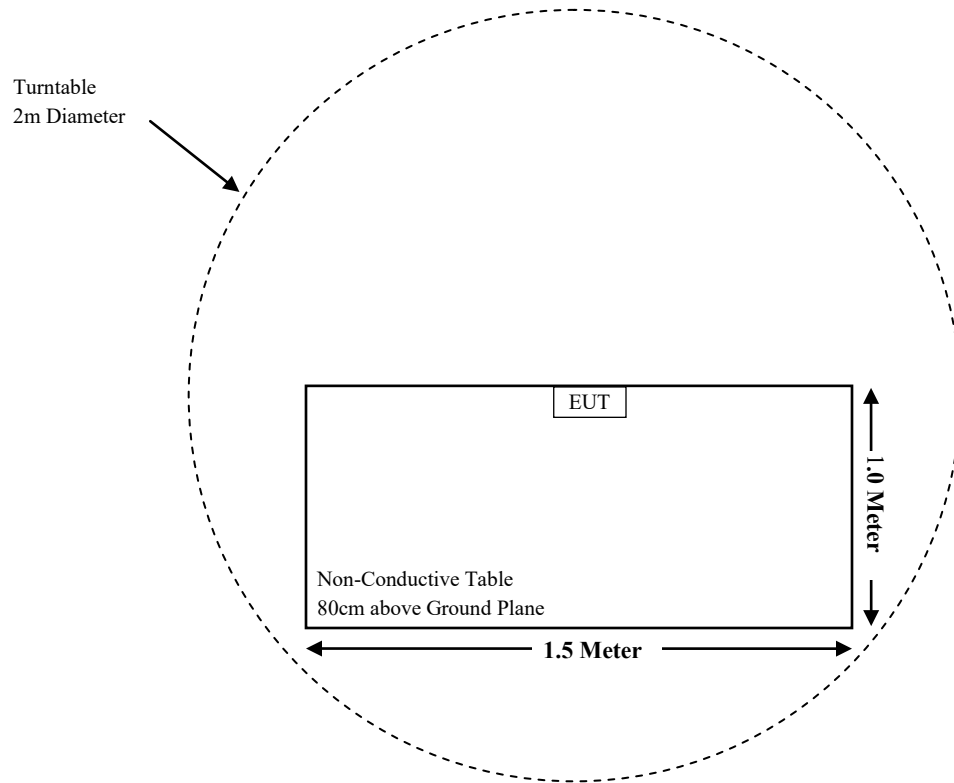 Turntable
2m Diameter
EUT
1.0 Meter
Non-Conductive Table
80cm above Ground Plane
1.5 Meter